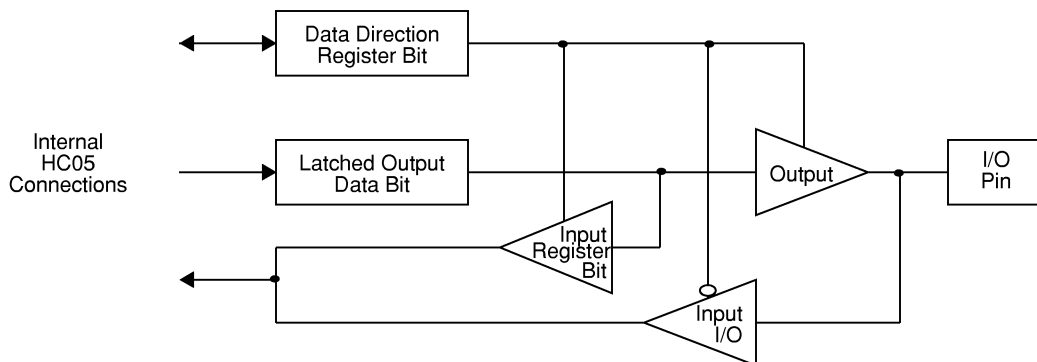 Data Direction
Register Bit
Internal
HC05
Connections
Latched Output
Data Bit
Output
I/O
Pin
Input
Register
Bit
Input
I/O